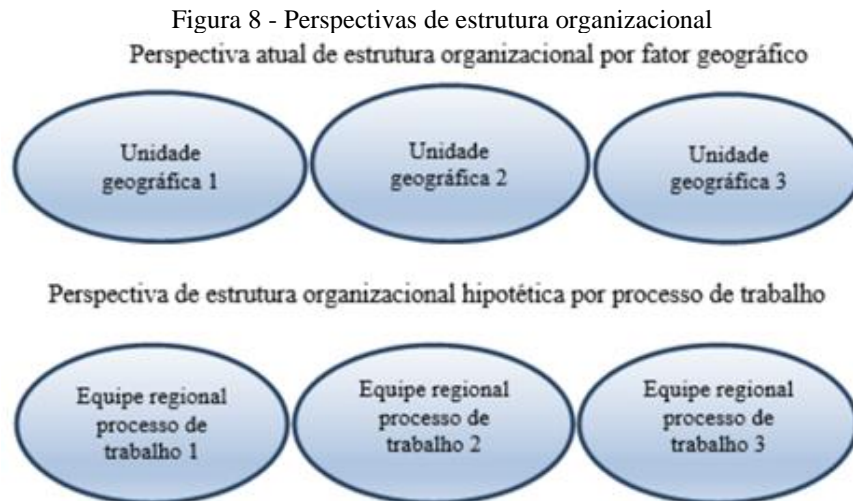 Figura 8 - Perspectivas de estrutura organizacional
Perspectiva atual de estrutura organizacional por fator geográfico
Unidade
geográfica 1
Unidade
geográfica 2
Unidade
geográfica 3
Perspectiva de estrutura organizacional hipotética por processo de trabalho
Equipe regional
processo de
trabalho 1
Equipe regional
processo de
trabalho 2
Equipe regional
processo de
trabalho 3